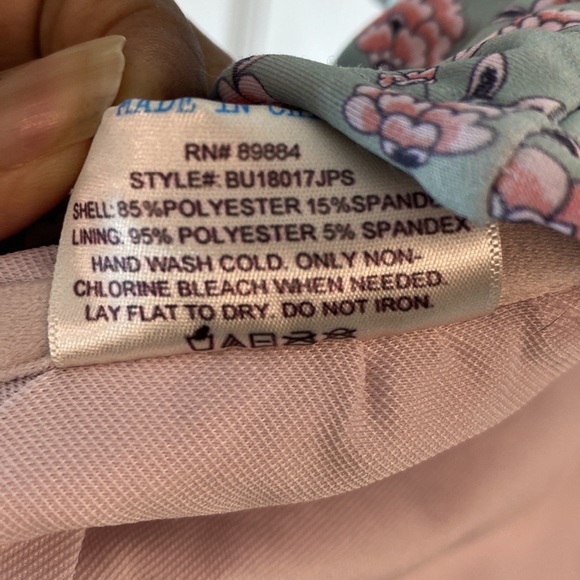 MADE IN
RN# 89884
STYLE#: BU18017JPS
SHELL: 85%POLYESTER 15%SPANDE
LINING: 95% POLYESTER 5% SPANDEX
HAND WASH COLD. ONLY NON-
CHLORINE BLEACH WHEN NEEDED.
LAY FLAT TO DRY. DO NOT IRON.